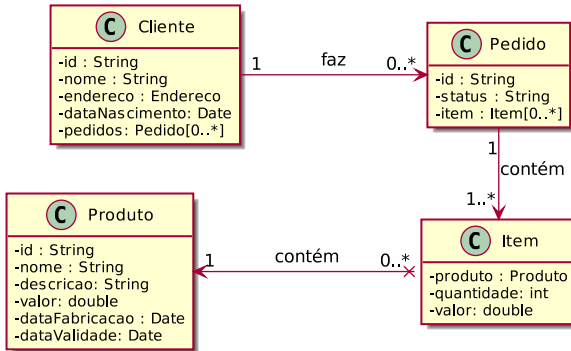 C Cliente
-id : String
-nome : String
-endereco : Endereco
-dataNascimento: Date
-pedidos: Pedido[0..*]
1 faz 0..*
C Pedido
-id : String
-status : String
-item : Item[0..*]
1
contém
1..*
C Produto
-id : String
-nome : String
-descricao: String
-valor: double
-dataFabricacao : Date
-dataValidade: Date
1 contém 0..*
C Item
-produto : Produto
-quantidade: int
-valor: double